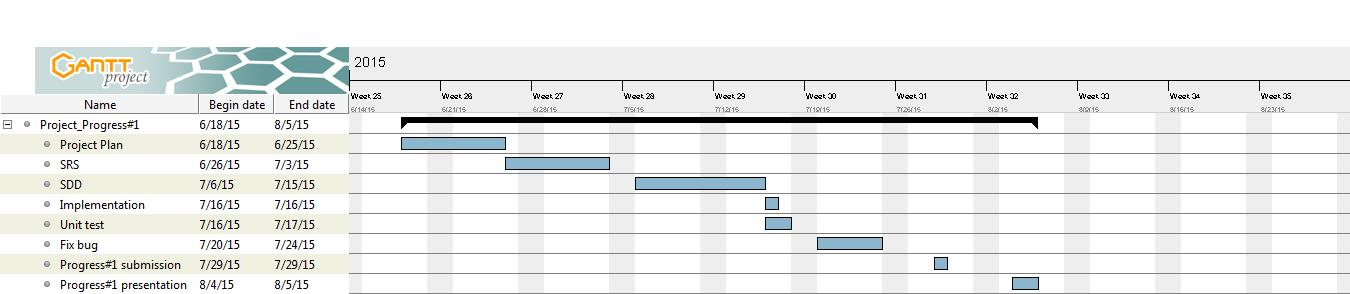 GANTT
project
2015
Week 25 Week 26 Week 27 Week 28 Week 29 Week 30 Week 31 Week 32 Week 33 Week 34 Week 35
6/14/15 6/21/15 6/28/15 7/5/15 7/12/15 7/19/15 7/26/15 8/2/15 8/9/15 8/16/15 8/23/15
Name Begin date End date
Project_Progress#1 6/18/15 8/5/15
Project Plan 6/18/15 6/25/15
SRS 6/26/15 7/3/15
SDD 7/6/15 7/15/15
Implementation 7/16/15 7/16/15
Unit test 7/16/15 7/17/15
Fix bug 7/20/15 7/24/15
Progress#1 submission 7/29/15 7/29/15
Progress#1 presentation 8/4/15 8/5/15